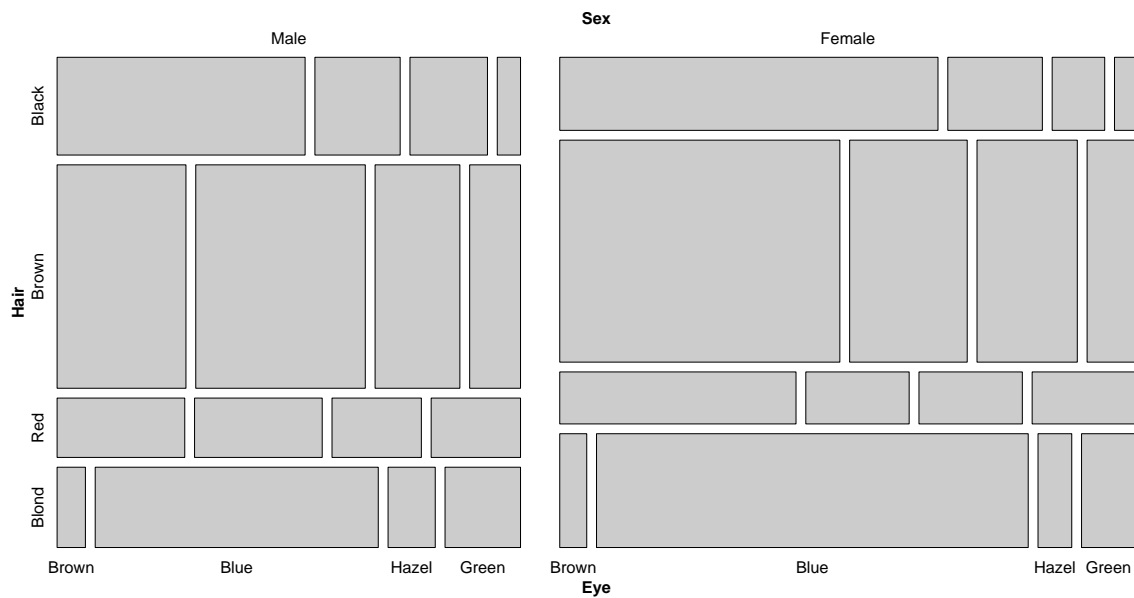 Sex
Male Female
Black
Brown
Red
Blond
Hair
Brown Blue Hazel Green Brown Blue Hazel Green
Eye